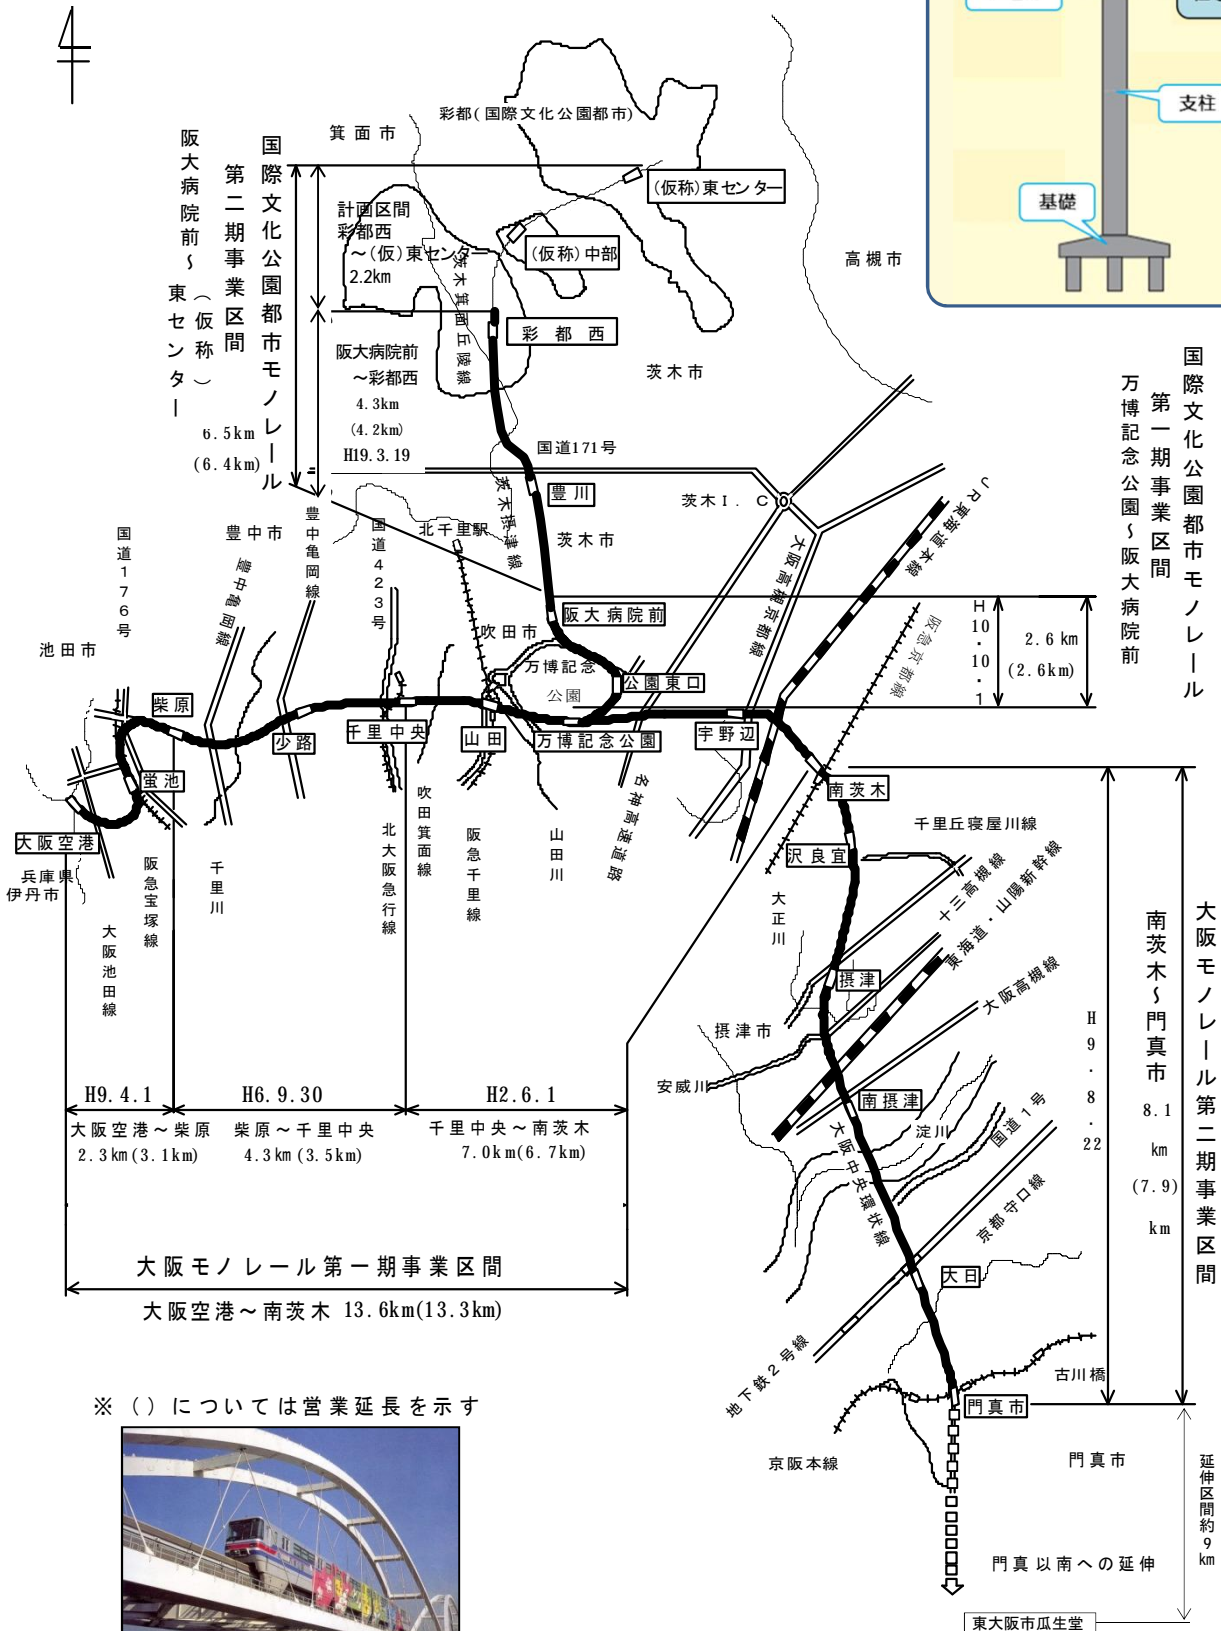 支柱
基礎
彩都(国際文化公園都市)
箕面市
(仮称)東センター
計画区間
彩都西
～(仮)東センター
2.2km
(仮称)中部
高槻市
国際文化公園都市モノレール
第二期事業区間
阪大病院前～(仮称)東センター
6.5km
(6.4km)
彩都西
茨木箕面丘陵線
阪大病院前
～彩都西
4.3km
(4.2km)
H19.3.19
茨木市
国際文化公園都市モノレール
第一期事業区間
万博記念公園～阪大病院前
国道171号
豊川
茨木摂津線
茨木I.C
JR東海道本線
北千里駅
茨木市
大阪高槻京都線
国道176号
豊中市
豊中亀岡線
豊中亀岡線
国道423号
阪大病院前
阪急京都線
H10.10.1
2.6km
(2.6km)
吹田市
池田市
万博記念
公園
公園東口
柴原
少路
千里中央
山田
万博記念公園
宇野辺
蛍池
南茨木
大阪空港
兵庫県
伊丹市
阪急宝塚線
千里川
北大阪急行線
吹田箕面線
阪急千里線
山田川
名神高速道路
千里丘寝屋川線
沢良宜
大阪池田線
大正川
十三高槻線
東海道・山陽新幹線
摂津
大阪高槻線
摂津市
安威川
南摂津
淀川
国道1号
大阪中央環状線
京都守口線
H9.8.22
南茨木～門真市
8.1
km
(7.9)
km
大阪モノレール第二期事業区間
H9.4.1
H6.9.30
H2.6.1
大阪空港～柴原
柴原～千里中央
千里中央～南茨木
2.3km(3.1km)
4.3km(3.5km)
7.0km(6.7km)
大阪モノレール第一期事業区間
大阪空港～南茨木 13.6km(13.3km)
大日
地下鉄2号線
古川橋
門真市
京阪本線
門真市
延伸区間約9km
門真以南への延伸
東大阪市瓜生堂
※()については営業延長を示す